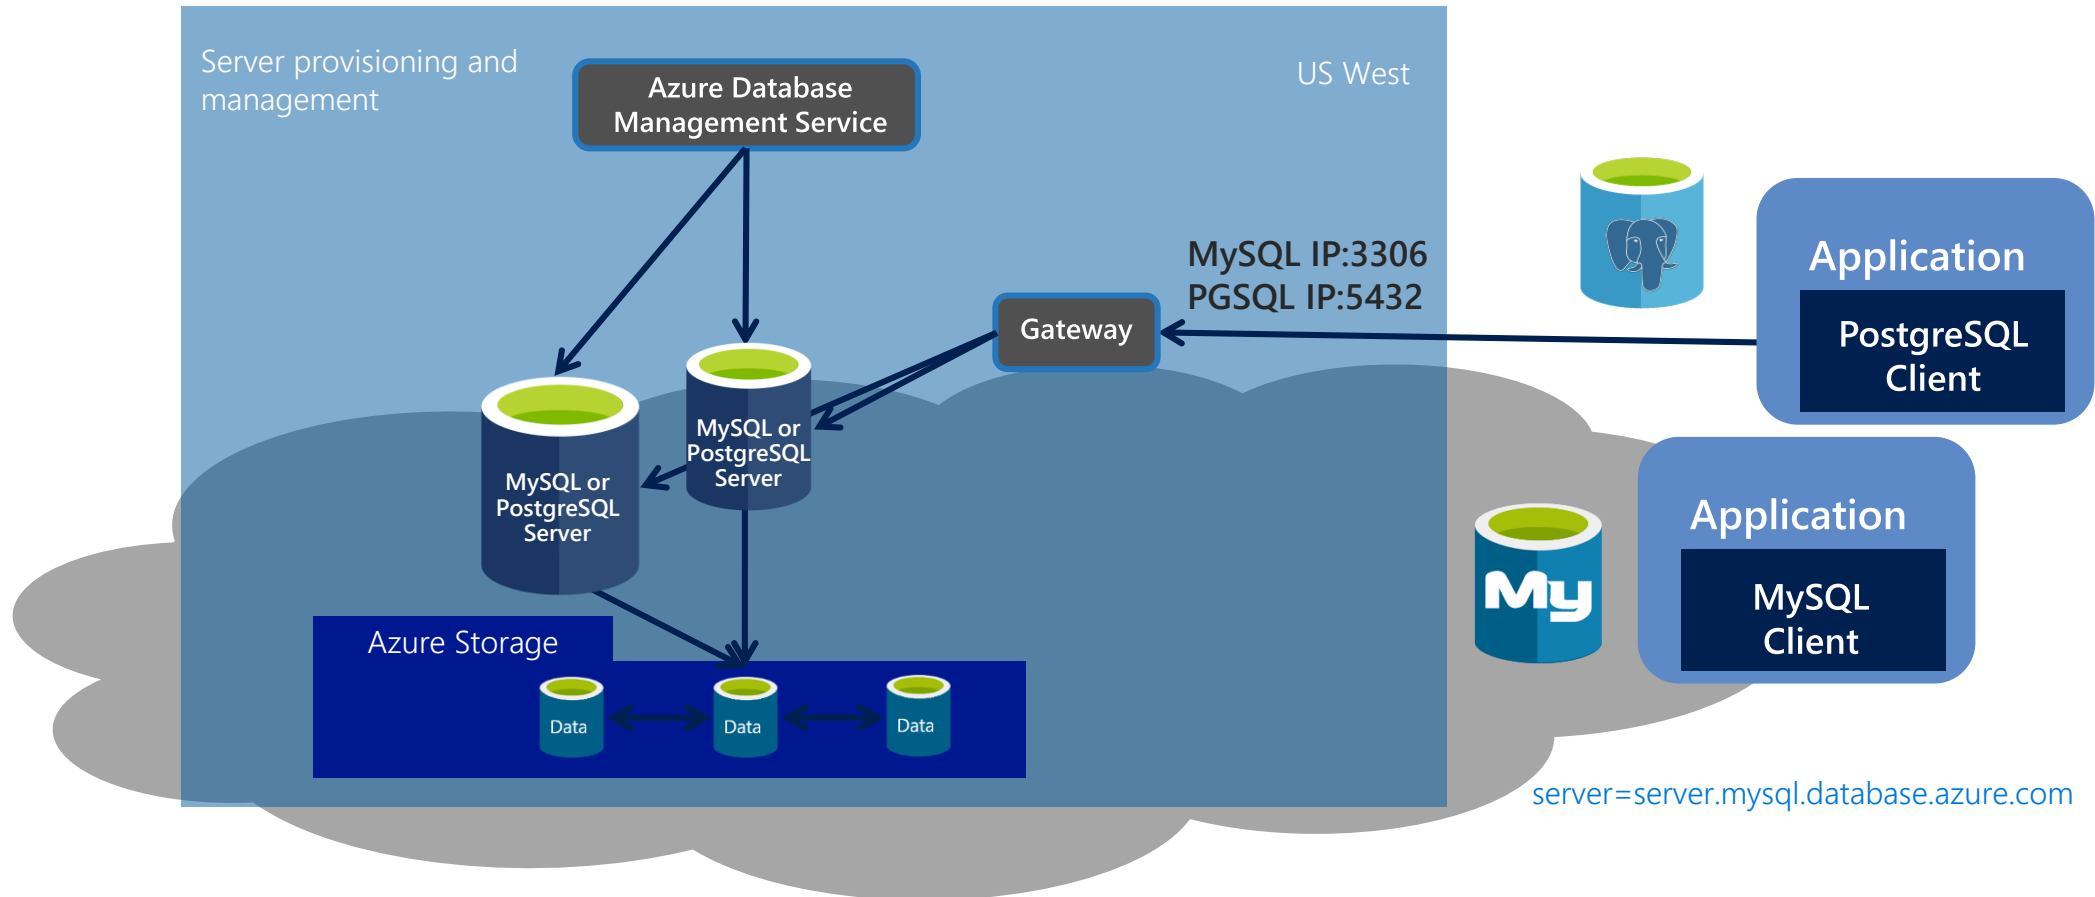 Server provisioning and
management
Azure Database
Management Service
US West
MySQL IP:3306
PGSQL IP:5432
Gateway
Application
PostgreSQL
Client
MySQL or
PostgreSQL
Server
MySQL or
PostgreSQL
Server
Application
MySQL
Client
My
Azure Storage
Data
Data
Data
server=server.mysql.database.azure.com